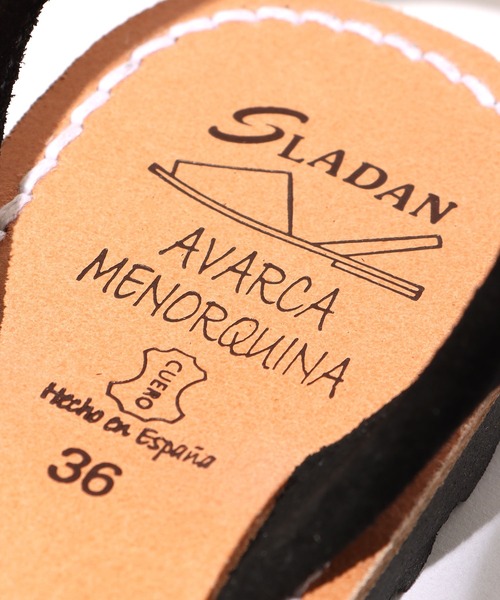 SLADAN
AVARCA
MENORQUINA
CUERO
Hecho en España
36